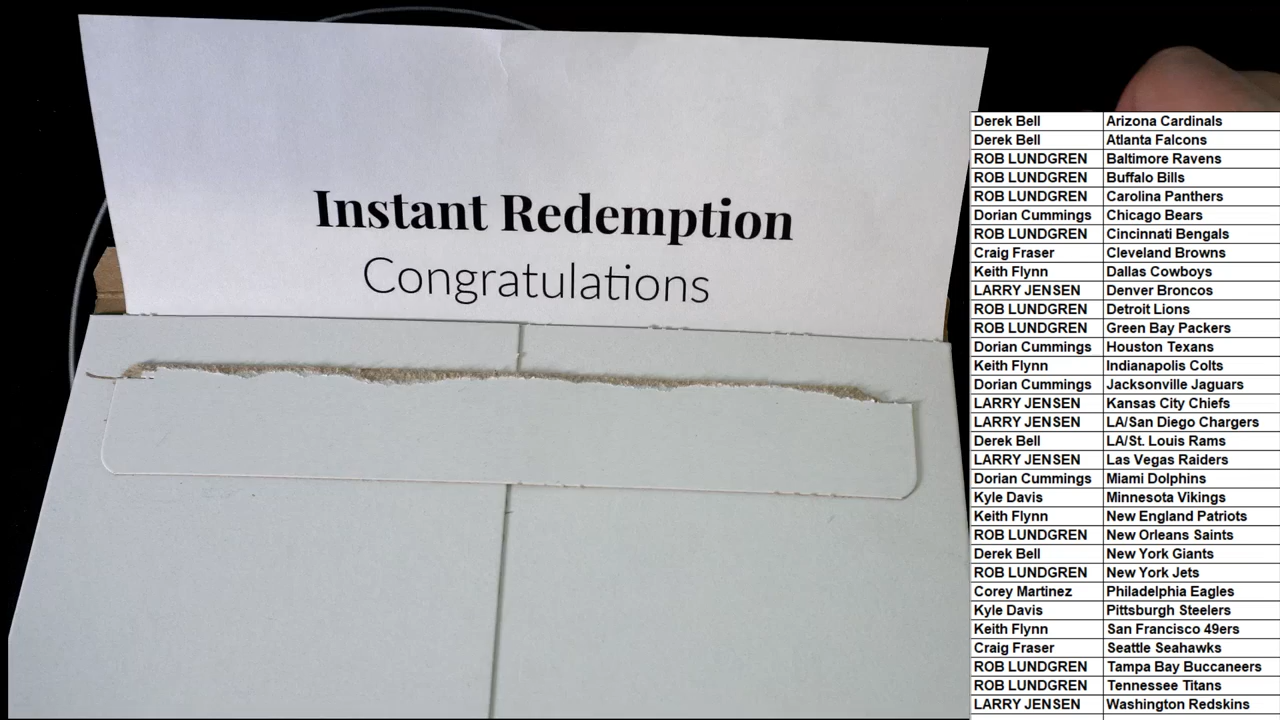 Instant Redemption
Congratulations
Derek Bell Arizona Cardinals
Derek Bell Atlanta Falcons
ROB LUNDGREN Baltimore Ravens
ROB LUNDGREN Buffalo Bills
ROB LUNDGREN Carolina Panthers
Dorian Cummings Chicago Bears
ROB LUNDGREN Cincinnati Bengals
Craig Fraser Cleveland Browns
Keith Flynn Dallas Cowboys
LARRY JENSEN Denver Broncos
ROB LUNDGREN Detroit Lions
ROB LUNDGREN Green Bay Packers
Dorian Cummings Houston Texans
Keith Flynn Indianapolis Colts
Dorian Cummings Jacksonville Jaguars
LARRY JENSEN Kansas City Chiefs
LARRY JENSEN LA/San Diego Chargers
Derek Bell LA/St. Louis Rams
LARRY JENSEN Las Vegas Raiders
Dorian Cummings Miami Dolphins
Kyle Davis Minnesota Vikings
Keith Flynn New England Patriots
ROB LUNDGREN New Orleans Saints
Derek Bell New York Giants
ROB LUNDGREN New York Jets
Corey Martinez Philadelphia Eagles
Kyle Davis Pittsburgh Steelers
Keith Flynn San Francisco 49ers
Craig Fraser Seattle Seahawks
ROB LUNDGREN Tampa Bay Buccaneers
ROB LUNDGREN Tennessee Titans
LARRY JENSEN Washington Redskins